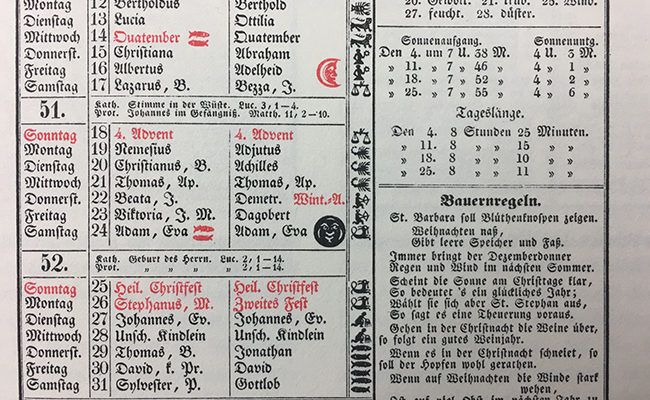 Montag 12 Bertholdus Berthold
Dienstag 13 Lucia Ottilia
Mittwoch 14 Quatember Quatember
Donnerst. 15 Christiana Abraham
Freitag 16 Albertus Adelheid
Samstag 17 Lazarus, B. Bezza, J.
51. Kath. Stimme in der Wüste. Luc. 3, 1–4.
Prot. Johannes im Gefängniß. Matth. 11, 2–10.
Sonntag 18 4. Advent 4. Advent
Montag 19 Nemesius Adjutus
Dienstag 20 Christianus, B. Achilles
Mittwoch 21 Thomas, Ap. Thomas, Ap.
Donnerst. 22 Beata, J. Demetr. Wint.-A.
Freitag 23 Viktoria, J. M. Dagobert
Samstag 24 Adam, Eva Adam, Eva
52. Kath. Geburt des Herrn. Luc. 2, 1–14.
Prot. „ „ „ „ 2, 1–14.
Sonntag 25 Heil. Christfest Heil. Christfest
Montag 26 Stephanus, M. Zweites Fest
Dienstag 27 Johannes, Ev. Johannes, Ev.
Mittwoch 28 Unsch. Kindlein Unsch. Kindlein
Donnerst. 29 Thomas, B. Jonathan
Freitag 30 David, k. Pr. David
Samstag 31 Sylvester, P. Gottlob
27. feucht. 28. düster.
Sonnenaufgang. Sonnenuntg.
Den 4. um 7 U. 38 M. 4 U. 3 M.
„ 11. „ 7 „ 46 „ 4 „ 1 „
„ 18. „ 7 „ 52 „ 4 „ 2 „
„ 25. „ 7 „ 55 „ 4 „ 6 „
Tageslänge.
Den 4. 8 Stunden 25 Minuten.
„ 11. 8 „ 15 „
„ 18. 8 „ 10 „
„ 25. 8 „ 11 „
Bauernregeln.
St. Barbara soll Blüthenknospen zeigen.
Weihnachten naß,
Gibt leere Speicher und Faß.
Immer bringt der Dezemberdonner
Regen und Wind im nächsten Sommer.
Scheint die Sonne am Christtage klar,
So bedeutet 's ein glückliches Jahr;
Wählt sie sich aber St. Stephan aus,
So sagt es eine Theuerung voraus.
Gehen in der Christnacht die Weine über,
so folgt ein gutes Weinjahr.
Wenn es in der Christnacht schneiet, so
soll der Hopfen wohl gerathen.
Wenn auf Weihnachten die Winde stark
wehen,